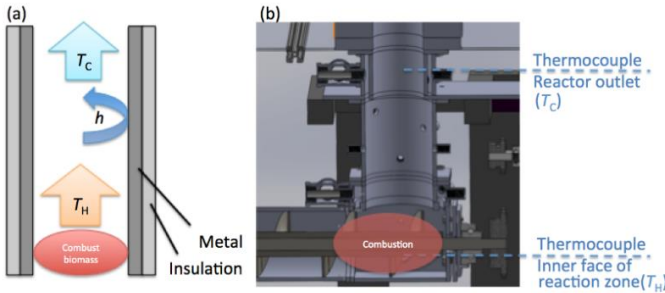 (a)
T_C
h
T_H
Combust
biomass
Metal
Insulation
(b)
Combustion
Thermocouple
Reactor outlet
(T_C)
Thermocouple
Inner face of
reaction zone(T_H)